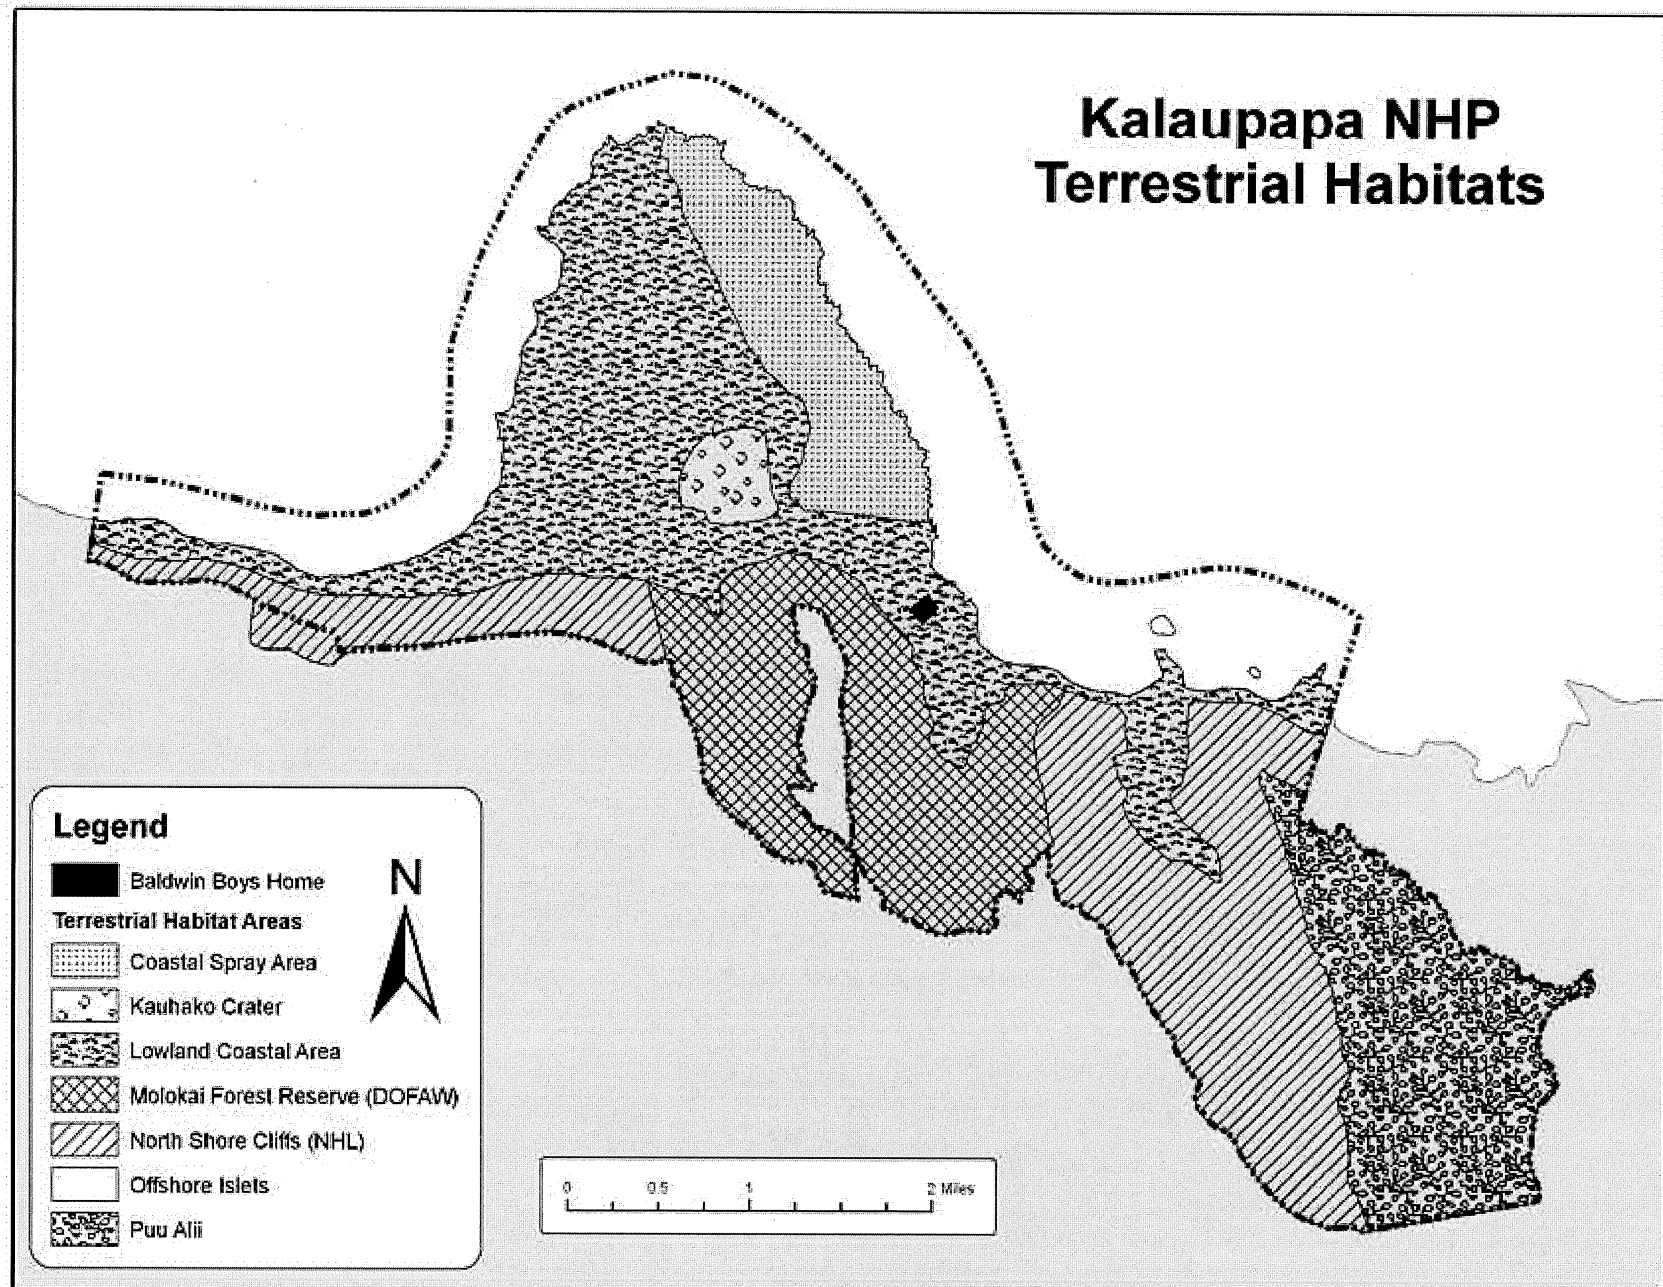 Kalaupapa NHP
Terrestrial Habitats
Legend
Baldwin Boys Home
N
Terrestrial Habitat Areas
Coastal Spray Area
Kauhako Crater
Lowland Coastal Area
Molokai Forest Reserve (DOFAW)
North Shore Cliffs (NHL)
Offshore Islets
Puu Alii
0 0.5 1 2 Miles